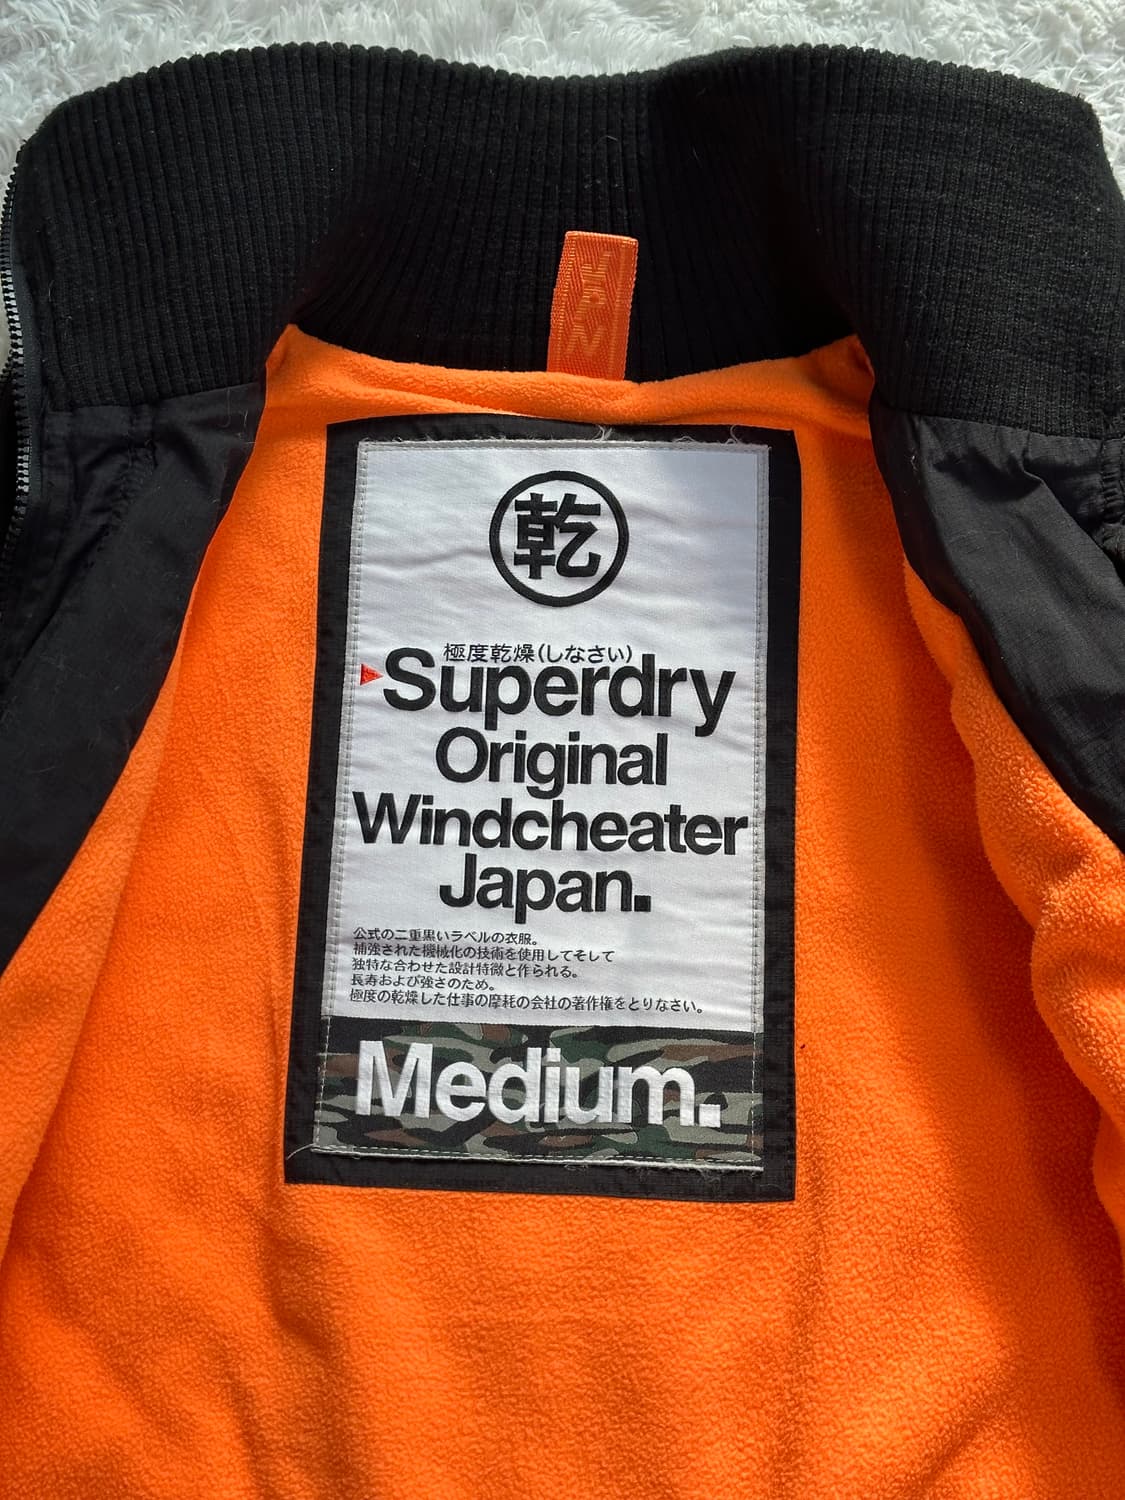 乾
極度乾燥(しなさい)
Superdry
Original
Windcheater
Japan.
公式の二重黒いラベルの衣服。
補強された機械化の技術を使用してそして
独特な合わせた設計特徴と作られる。
長寿および強さのため。
極度の乾燥した仕事の摩耗の会社の著作権をとりなさい。
Medium.